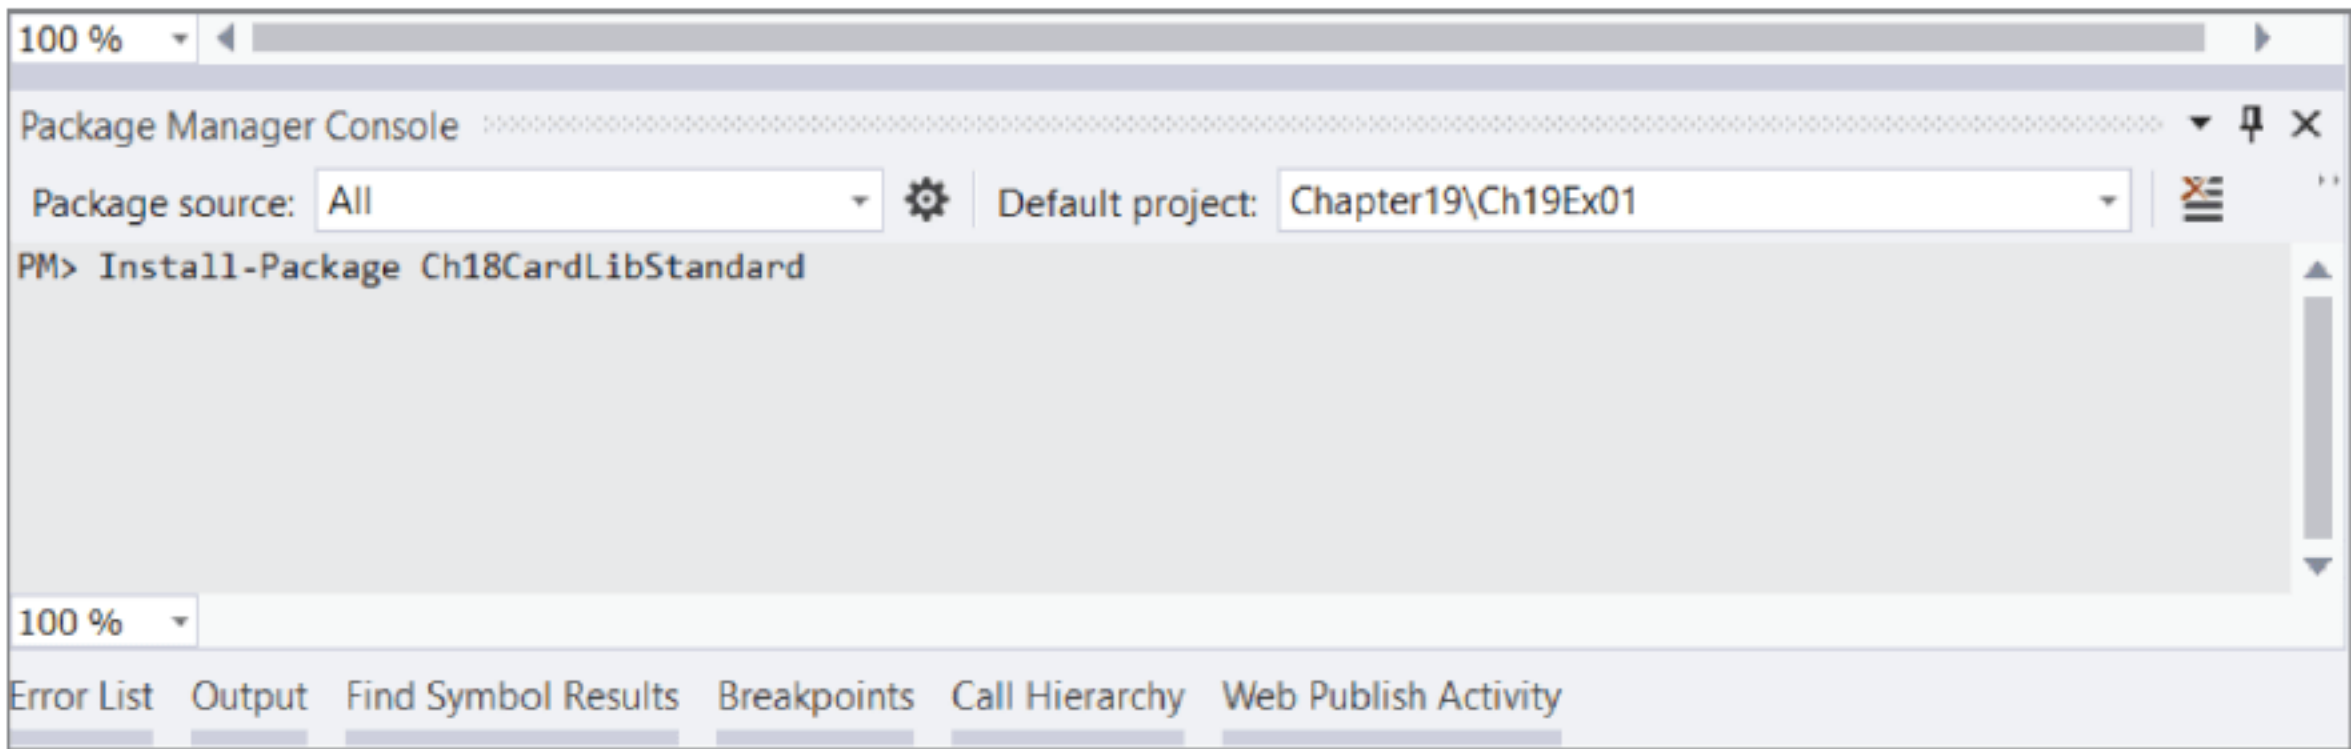 100 %
Package Manager Console
Package source: All Default project: Chapter19\Ch19Ex01
PM> Install-Package Ch18CardLibStandard
100 %
Error List Output Find Symbol Results Breakpoints Call Hierarchy Web Publish Activity